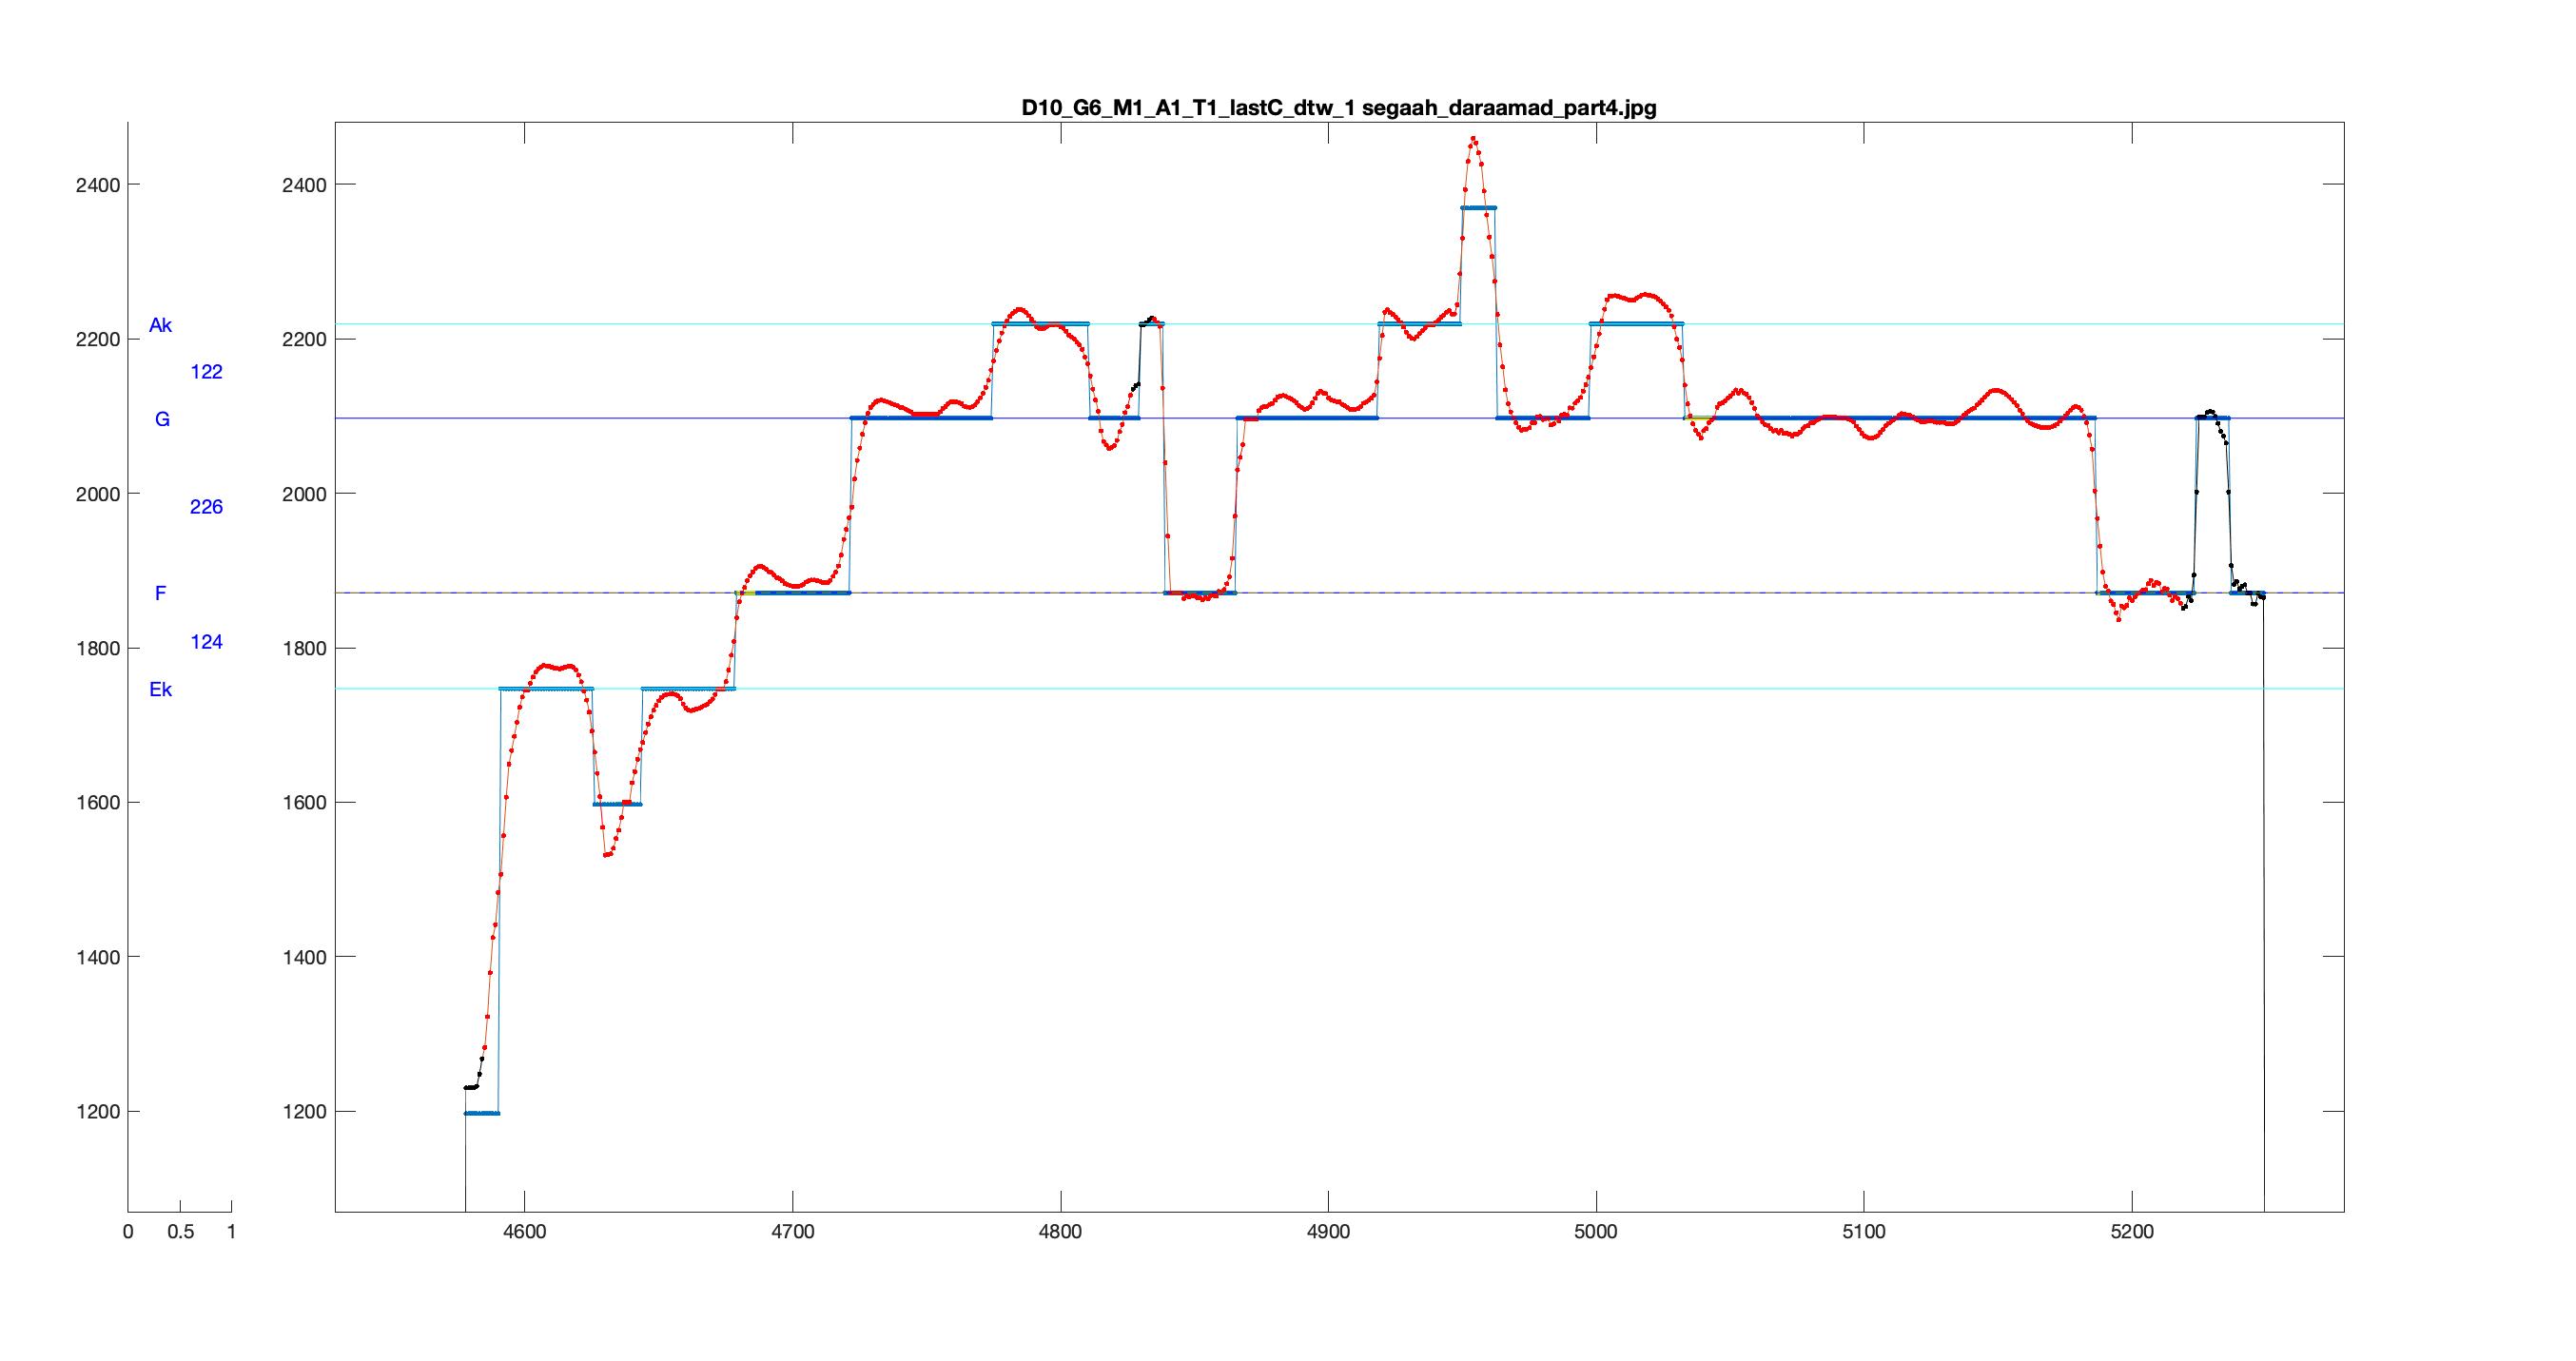 D10_G6_M1_A1_T1_lastC_dtw_1 segaah_daraamad_part4.jpg
2400 2400
Ak
2200 2200
122
G
2000 226 2000
F
1800 124 1800
Ek
1600 1600
1400 1400
1200 1200
0 0.5 1 4600 4700 4800 4900 5000 5100 5200